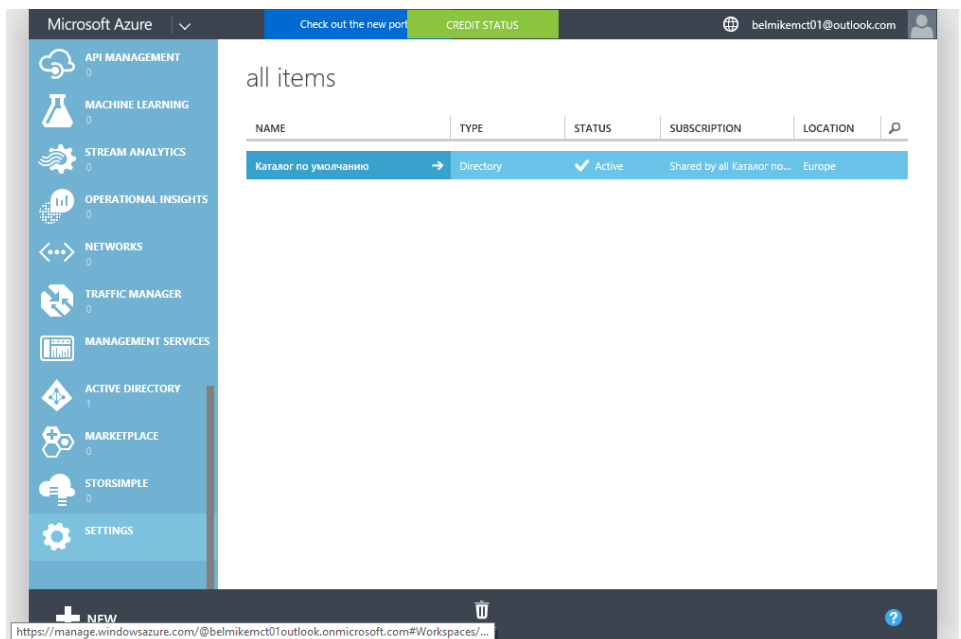 Microsoft Azure
Check out the new port
CREDIT STATUS
belmikemct01@outlook.com
API MANAGEMENT
0
MACHINE LEARNING
0
STREAM ANALYTICS
0
OPERATIONAL INSIGHTS
0
NETWORKS
0
TRAFFIC MANAGER
0
MANAGEMENT SERVICES
ACTIVE DIRECTORY
1
MARKETPLACE
0
STORSIMPLE
0
SETTINGS
all items
NAME TYPE STATUS SUBSCRIPTION LOCATION
Каталог по умолчанию Directory Active Shared by all Каталог по... Europe
NEW
?
https://manage.windowsazure.com/@belmikemct01outlook.onmicrosoft.com#Workspaces/...